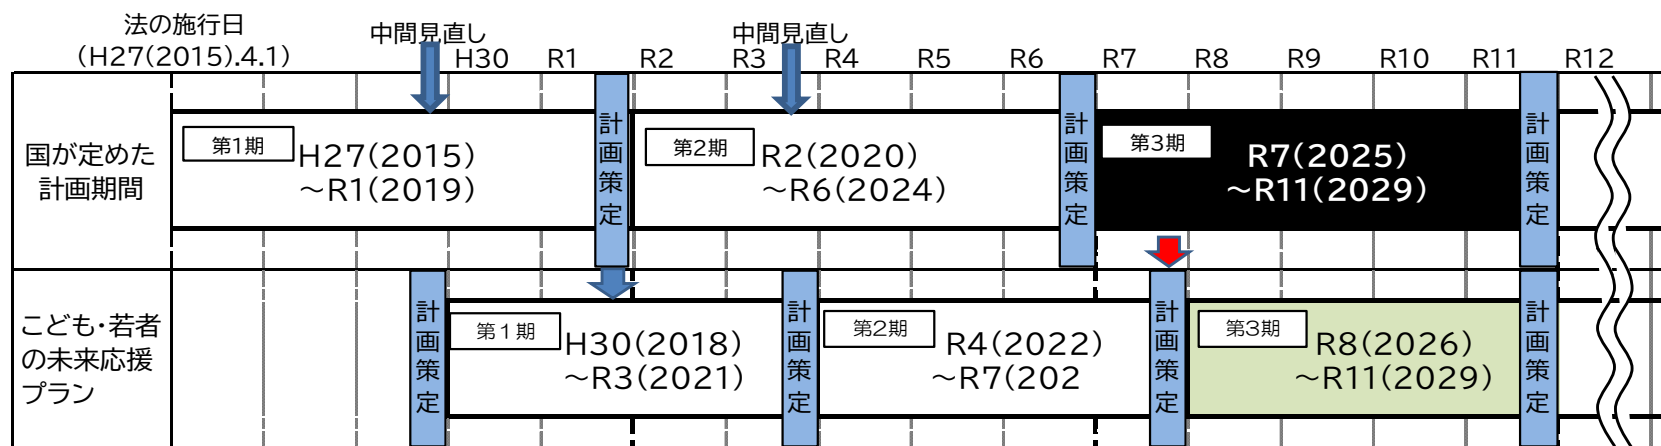 法の施行日
(H27(2015).4.1)
中間見直し
中間見直し
H30 R1 R2 R3 R4 R5 R6 R7 R8 R9 R10 R11 R12
国が定めた
計画期間
第1期
H27(2015)
～R1(2019)
計画策定
第2期
R2(2020)
～R6(2024)
計画策定
第3期
R7(2025)
～R11(2029)
計画策定
こども・若者
の未来応援
プラン
計画策定
第１期
H30(2018)
～R3(2021)
計画策定
第2期
R4(2022)
～R7(202
計画策定
第3期
R8(2026)
～R11(2029)
計画策定